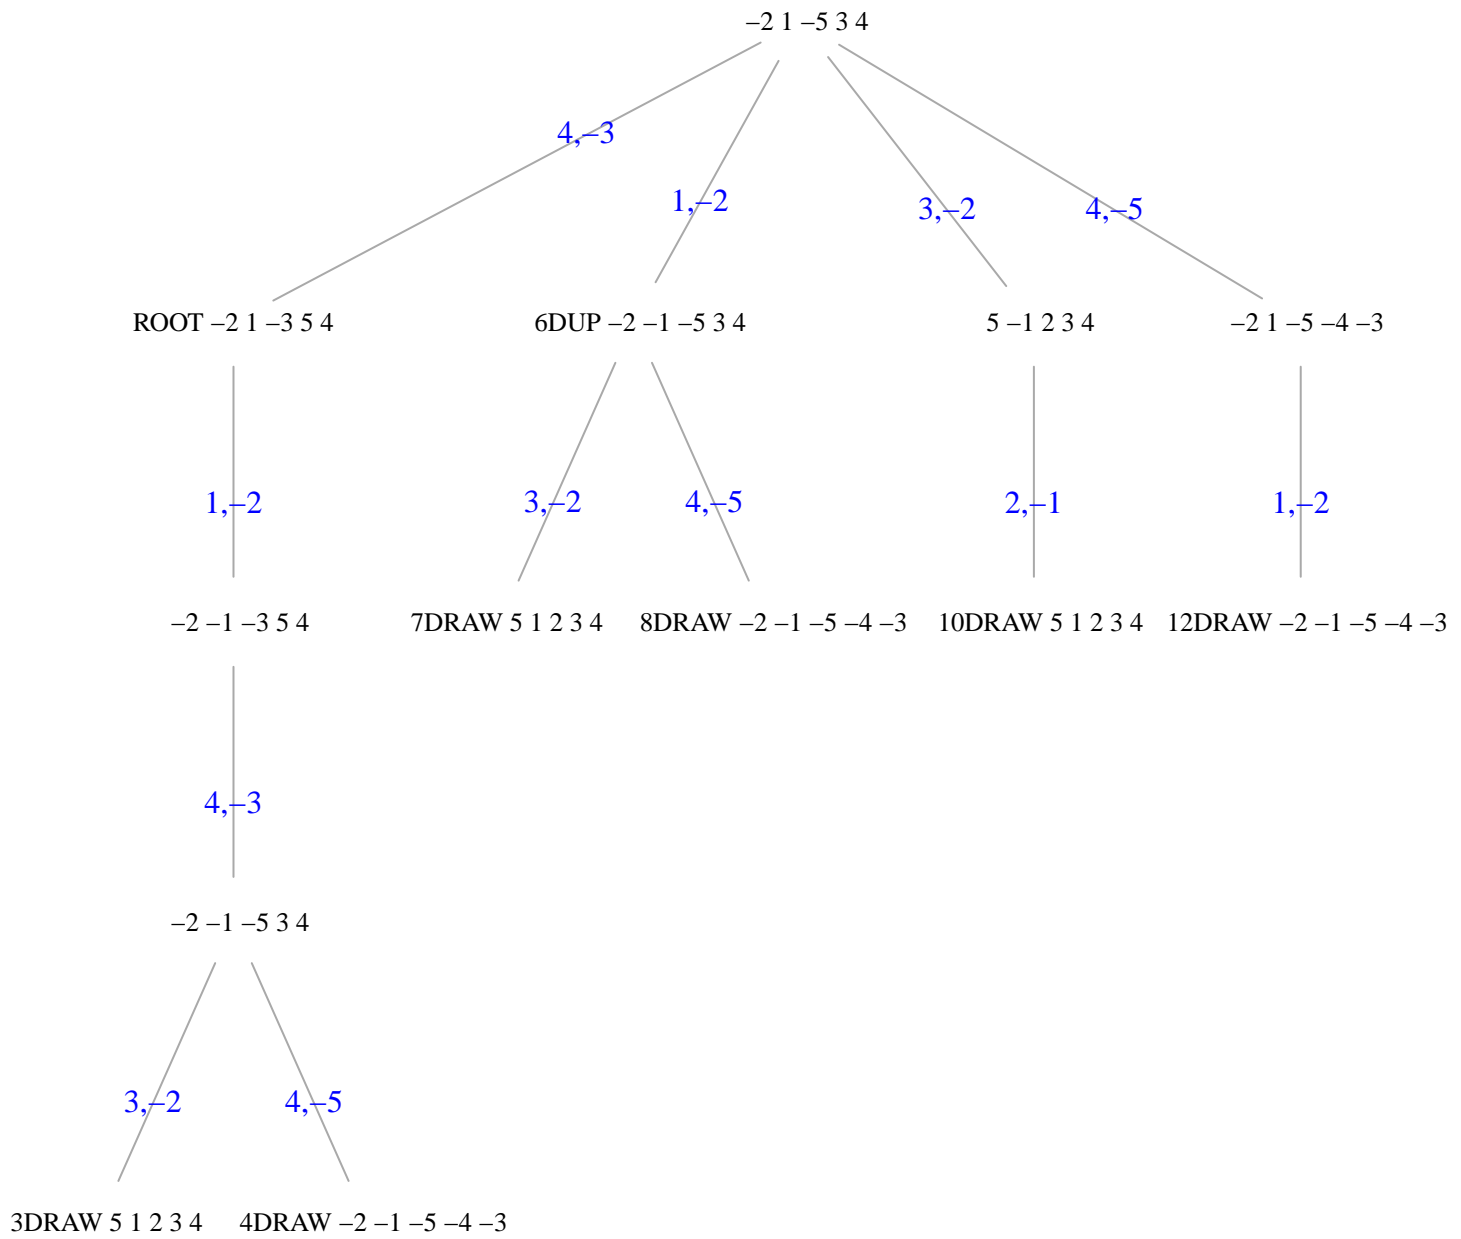 –2 1 –5 3 4
4,–3
1,–2
3,–2
4,–5
ROOT –2 1 –3 5 4
6DUP –2 –1 –5 3 4
5 –1 2 3 4
–2 1 –5 –4 –3
1,–2
3,–2
4,–5
2,–1
1,–2
–2 –1 –3 5 4
7DRAW 5 1 2 3 4
8DRAW –2 –1 –5 –4 –3
10DRAW 5 1 2 3 4
12DRAW –2 –1 –5 –4 –3
4,–3
–2 –1 –5 3 4
3,–2
4,–5
3DRAW 5 1 2 3 4
4DRAW –2 –1 –5 –4 –3